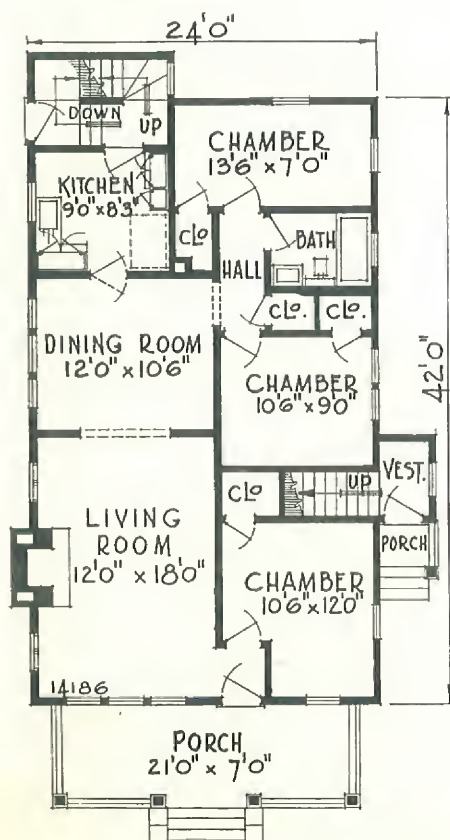 24'0"
DOWN
UP
CHAMBER
13'6" x 7'0"
KITCHEN
9'0" x 8'3"
CLO
BATH
HALL
CLO.
CLO.
DINING ROOM
12'0" x 10'6"
CHAMBER
10'6" x 9'0"
42'0"
CLO
UP
VEST.
PORCH
LIVING
ROOM
12'0" x 18'0"
CHAMBER
10'6" x 12'0"
14186
PORCH
21'0" x 7'0"